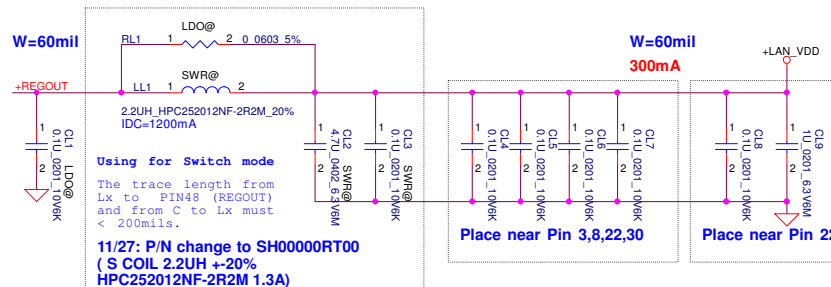 LDO@
W=60mil
RL1 1 2 0_0603_5%
W=60mil
+LAN_VDD
SWR@
300mA
+REGOUT
LL1 1 2
2.2UH_HPC252012NF-2R2M_20%
IDC=1200mA
1 2 CL1 0.1U_0201_10V6K LDO@
1 2 CL2 4.7U_0402_6.3V6M SWR@
1 2 CL3 0.1U_0201_10V6K SWR@
1 2 CL4 0.1U_0201_10V6K
1 2 CL5 0.1U_0201_10V6K
1 2 CL6 0.1U_0201_10V6K
1 2 CL7 0.1U_0201_10V6K
1 2 CL8 0.1U_0201_10V6K
1 2 CL9 1U_0201_6.3V6M
Using for Switch mode
The trace length from
Lx to PIN48 (REGOUT)
and from C to Lx must
< 200mils.
Place near Pin 3,8,22,30
Place near Pin 22
11/27: P/N change to SH00000RT00
( S COIL 2.2UH +-20%
HPC252012NF-2R2M 1.3A)